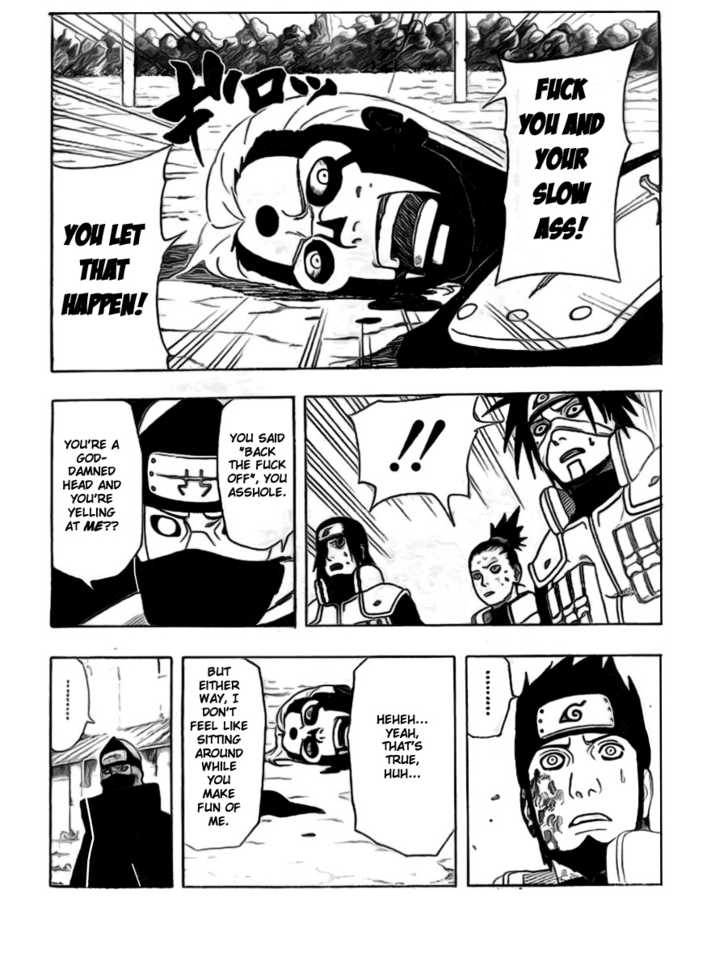 FUCK
YOU AND
YOUR
SLOW
ASS!
ギロッ
YOU LET
THAT
HAPPEN!
!!
YOU SAID
"BACK
THE FUCK
OFF", YOU
ASSHOLE.
YOU'RE A
GOD-
DAMNED
HEAD AND
YOU'RE
YELLING
AT ME??
........
HEHEH...
YEAH,
THAT'S
TRUE,
HUH...
BUT
EITHER
WAY, I
DON'T
FEEL LIKE
SITTING
AROUND
WHILE
YOU
MAKE
FUN OF
ME.
.........